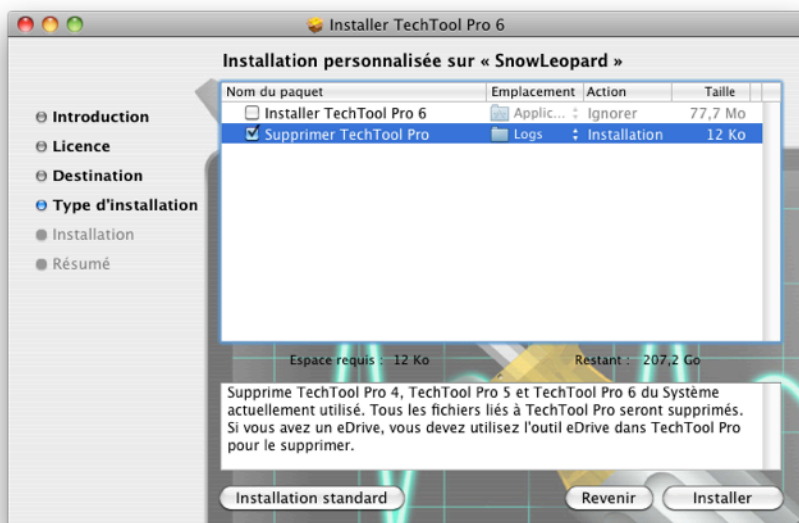 Installer TechTool Pro 6
Installation personnalisée sur « SnowLeopard »
Nom du paquet Emplacement Action Taille
Installer TechTool Pro 6 Applic... Ignorer 77,7 Mo
Supprimer TechTool Pro Logs Installation 12 Ko
Introduction
Licence
Destination
Type d'installation
Installation
Résumé
Espace requis : 12 Ko Restant : 207,2 Go
Supprime TechTool Pro 4, TechTool Pro 5 et TechTool Pro 6 du Système
actuellement utilisé. Tous les fichiers liés à TechTool Pro seront supprimés.
Si vous avez un eDrive, vous devez utilisez l'outil eDrive dans TechTool Pro
pour le supprimer.
Installation standard Revenir Installer